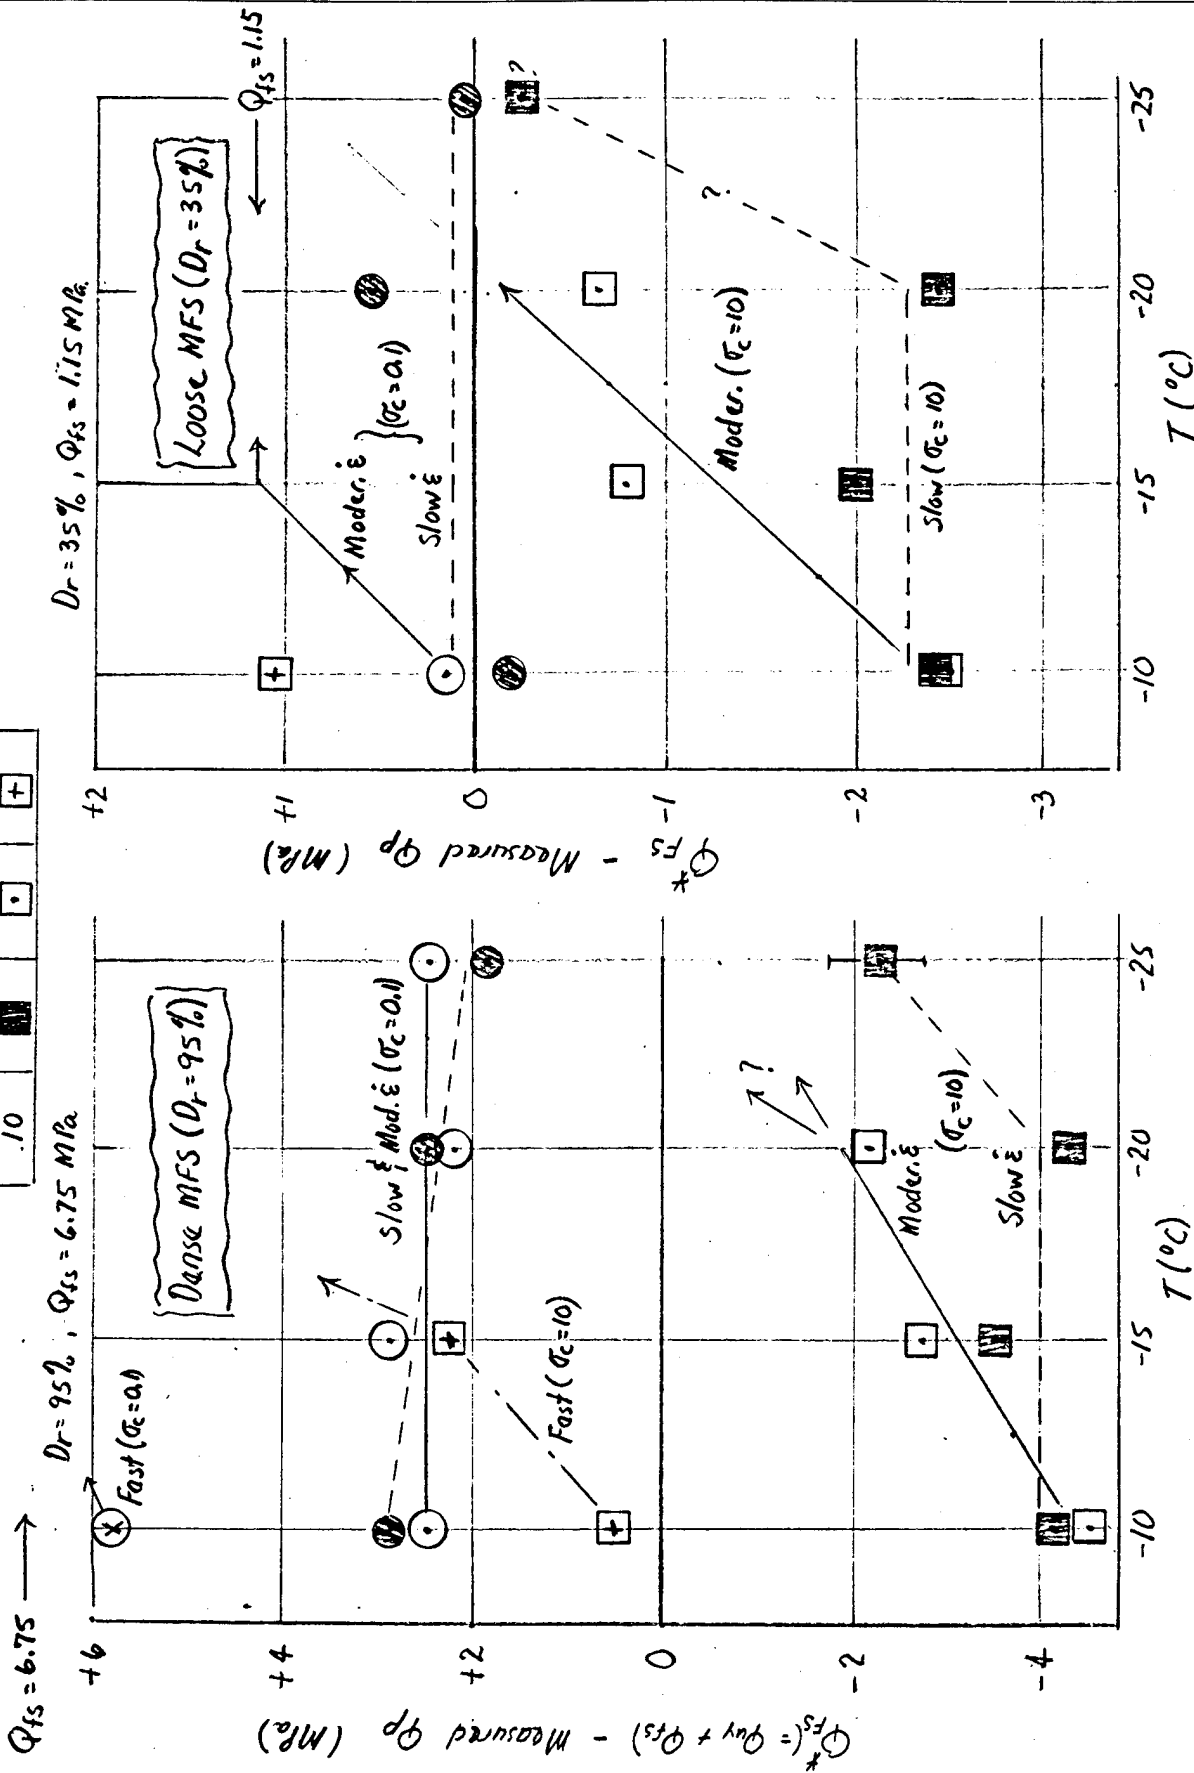 .10
Qfs = 6.75 →
Dr = 95%, Qfs = 6.75 MPa
Dense MFS (Dr = 95%)
Fast (σc = 0.1)
Slow & Mod. ε̇ (σc = 0.1)
Fast (σc = 10)
?
Moder. ε̇
(σc = 10)
Slow ε̇
+6
+4
+2
0
-2
-4
Q*FS (= Quy + Qfs) - Measured Qp (MPa)
-10
-15
-20
-25
T (°C)
Dr = 35%, Qfs = 1.15 MPa
Loose MFS (Dr = 35%)
← Qfs = 1.15
Moder. ε̇
Slow ε̇
} (σc = 0.1)
Moder. (σc = 10)
Slow (σc = 10)
?
?
+2
+1
0
-1
-2
-3
Q*FS - Measured Qp (MPa)
-10
-15
-20
-25
T (°C)